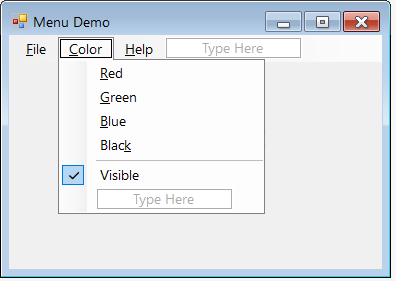 Menu Demo
File Color Help Type Here
Red
Green
Blue
Black
Visible
Type Here